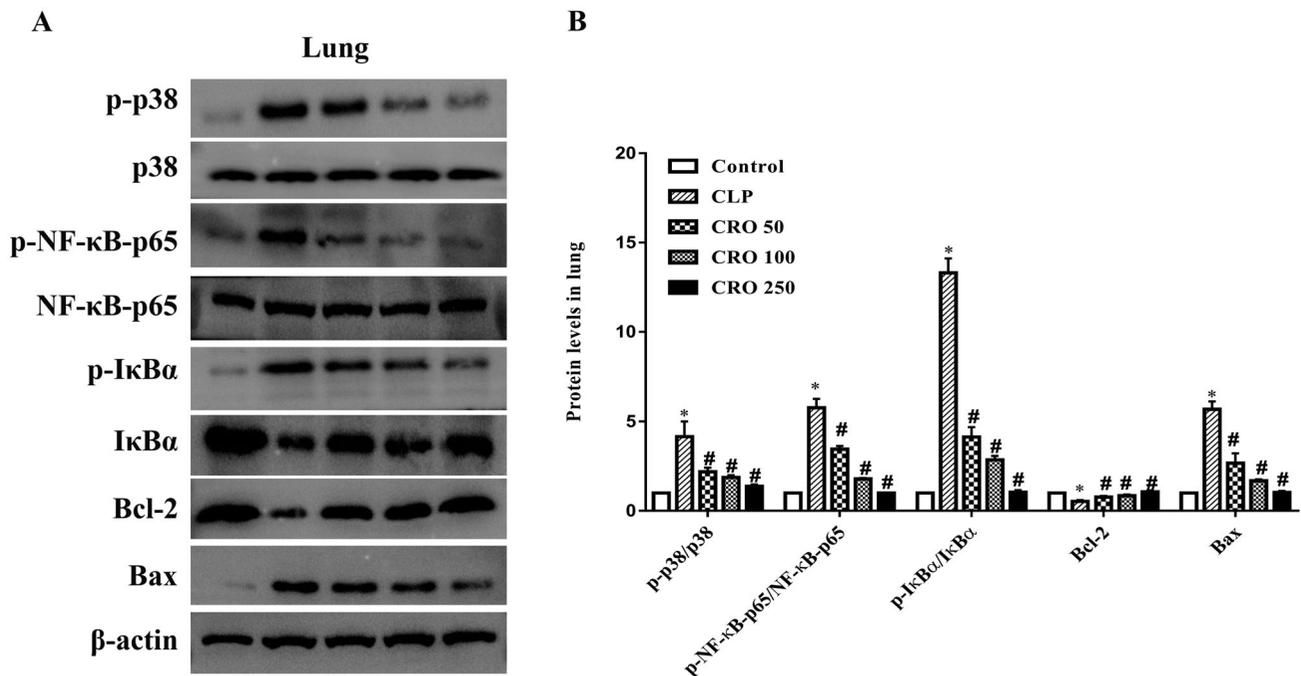 A
Lung
p-p38
p38
p-NF-κB-p65
NF-κB-p65
p-IκBα
IκBα
Bcl-2
Bax
β-actin
B
Protein levels in lung
20
15
10
5
0
Control
CLP
CRO 50
CRO 100
CRO 250
*
#
#
#
*
#
#
#
*
#
#
#
*
#
#
#
*
#
#
#
p-p38/p38
p-NF-κB-p65/NF-κB-p65
p-IκBα/IκBα
Bcl-2
Bax